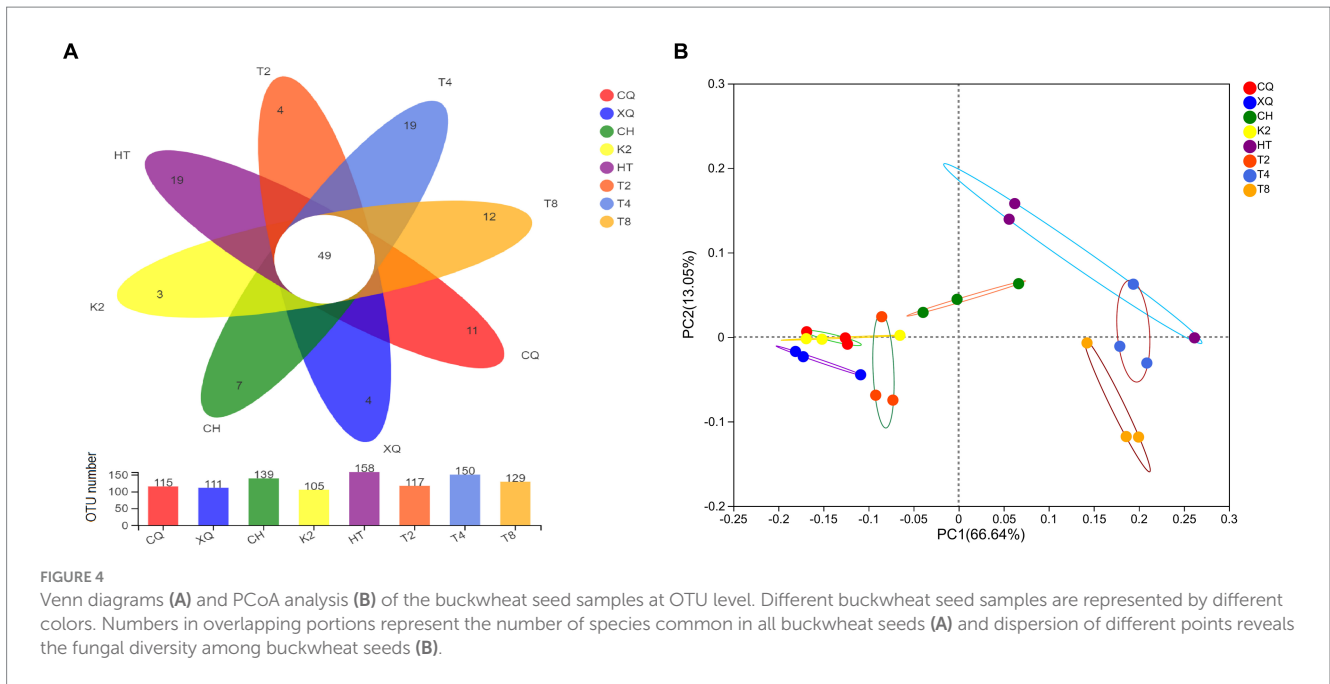 A
T2
T4
4
19
CQ
XQ
CH
K2
HT
T2
T4
T8
HT
19
T8
12
49
K2
3
11
CQ
7
4
CH
XQ
OTU number
150
100
50
0
115
111
139
105
158
117
150
129
CQ
XQ
CH
K2
HT
T2
T4
T8
B
0.3
0.2
0.1
0
-0.1
-0.2
PC2(13.05%)
-0.25
-0.2
-0.15
-0.1
-0.05
0
0.05
0.1
0.15
0.2
0.25
0.3
PC1(66.64%)
CQ
XQ
CH
K2
HT
T2
T4
T8
FIGURE 4
Venn diagrams (A) and PCoA analysis (B) of the buckwheat seed samples at OTU level. Different buckwheat seed samples are represented by different
colors. Numbers in overlapping portions represent the number of species common in all buckwheat seeds (A) and dispersion of different points reveals
the fungal diversity among buckwheat seeds (B).